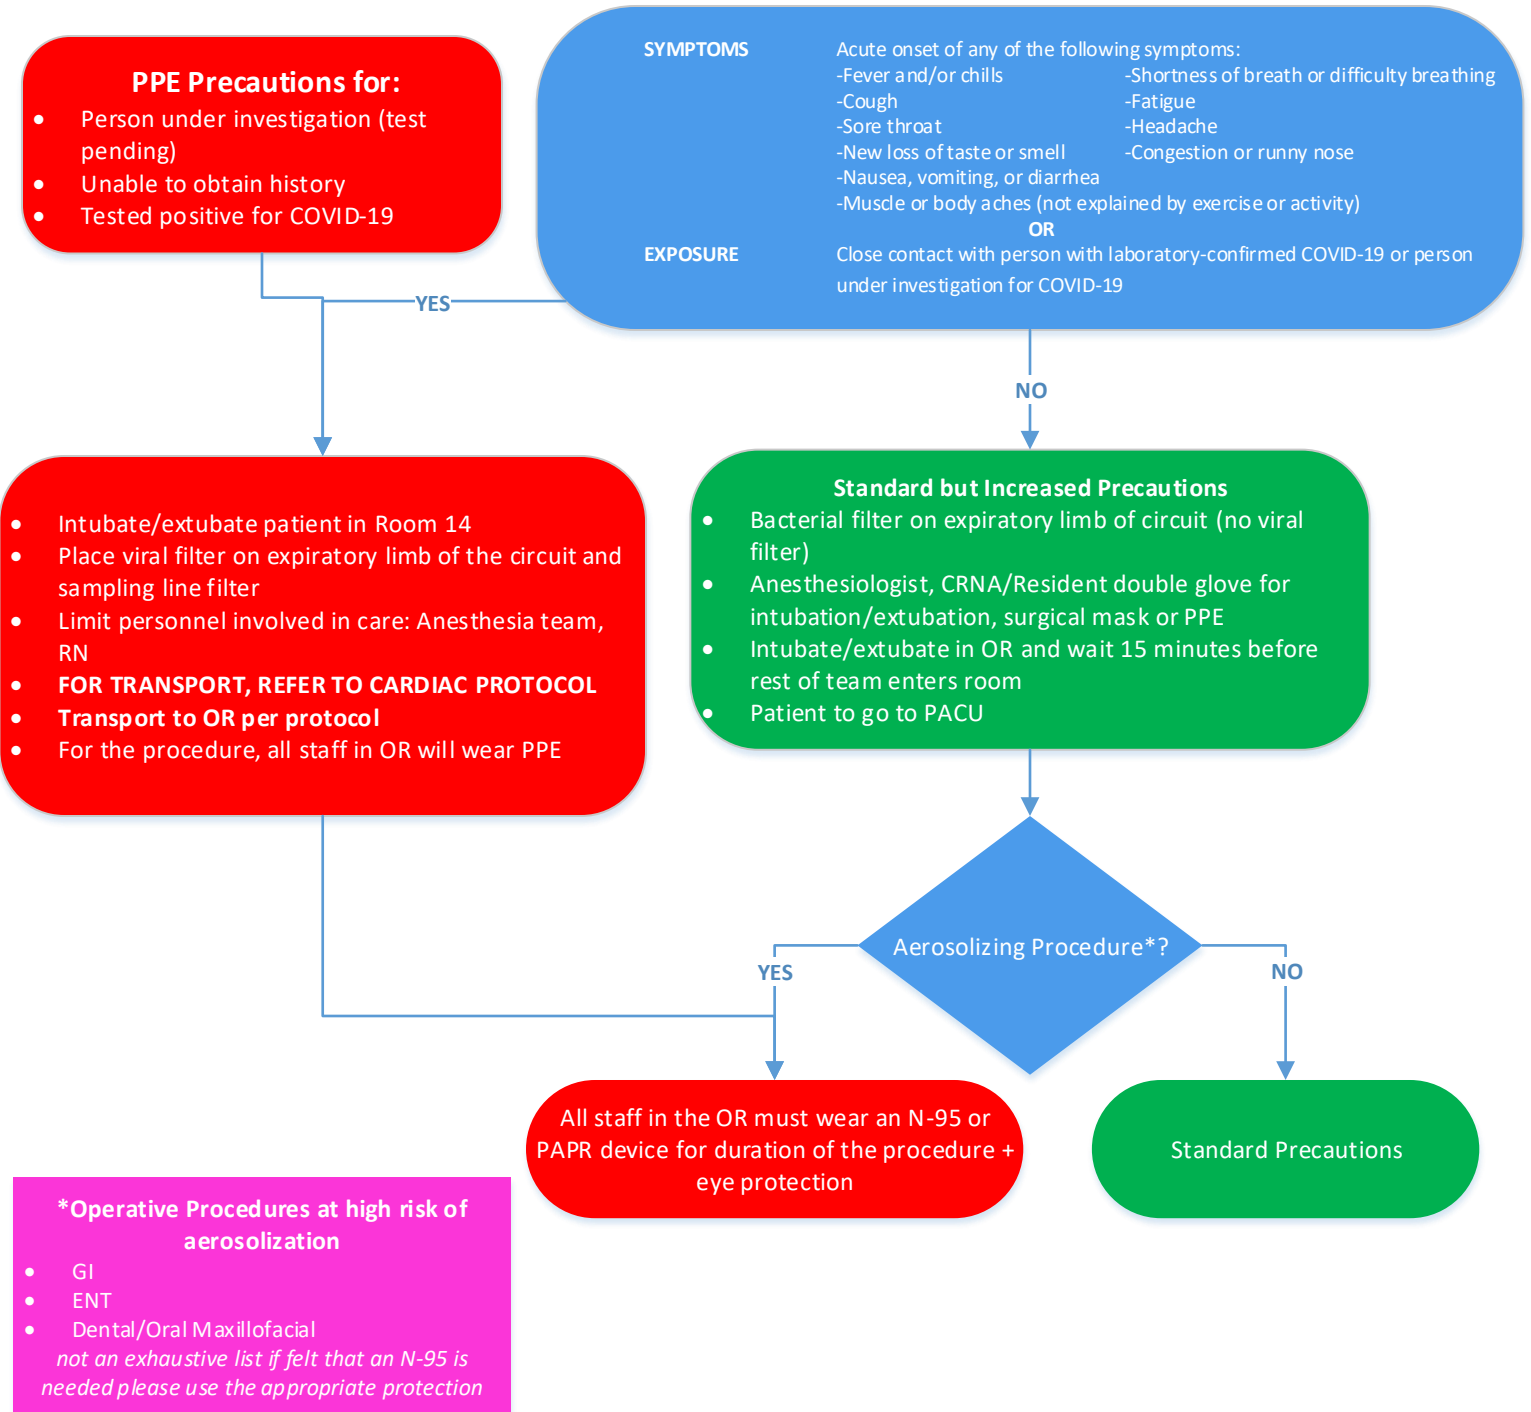 PPE Precautions for:
• Person under investigation (test
pending)
• Unable to obtain history
• Tested positive for COVID-19
SYMPTOMS Acute onset of any of the following symptoms:
-Fever and/or chills -Shortness of breath or difficulty breathing
-Cough -Fatigue
-Sore throat -Headache
-New loss of taste or smell -Congestion or runny nose
-Nausea, vomiting, or diarrhea
-Muscle or body aches (not explained by exercise or activity)
OR
EXPOSURE Close contact with person with laboratory-confirmed COVID-19 or person
under investigation for COVID-19
YES
NO
• Intubate/extubate patient in Room 14
• Place viral filter on expiratory limb of the circuit and
sampling line filter
• Limit personnel involved in care: Anesthesia team,
RN
• FOR TRANSPORT, REFER TO CARDIAC PROTOCOL
• Transport to OR per protocol
• For the procedure, all staff in OR will wear PPE
Standard but Increased Precautions
• Bacterial filter on expiratory limb of circuit (no viral
filter)
• Anesthesiologist, CRNA/Resident double glove for
intubation/extubation, surgical mask or PPE
• Intubate/extubate in OR and wait 15 minutes before
rest of team enters room
• Patient to go to PACU
Aerosolizing Procedure*?
YES
NO
All staff in the OR must wear an N-95 or
PAPR device for duration of the procedure +
eye protection
Standard Precautions
*Operative Procedures at high risk of
aerosolization
• GI
• ENT
• Dental/Oral Maxillofacial
not an exhaustive list if felt that an N-95 is
needed please use the appropriate protection